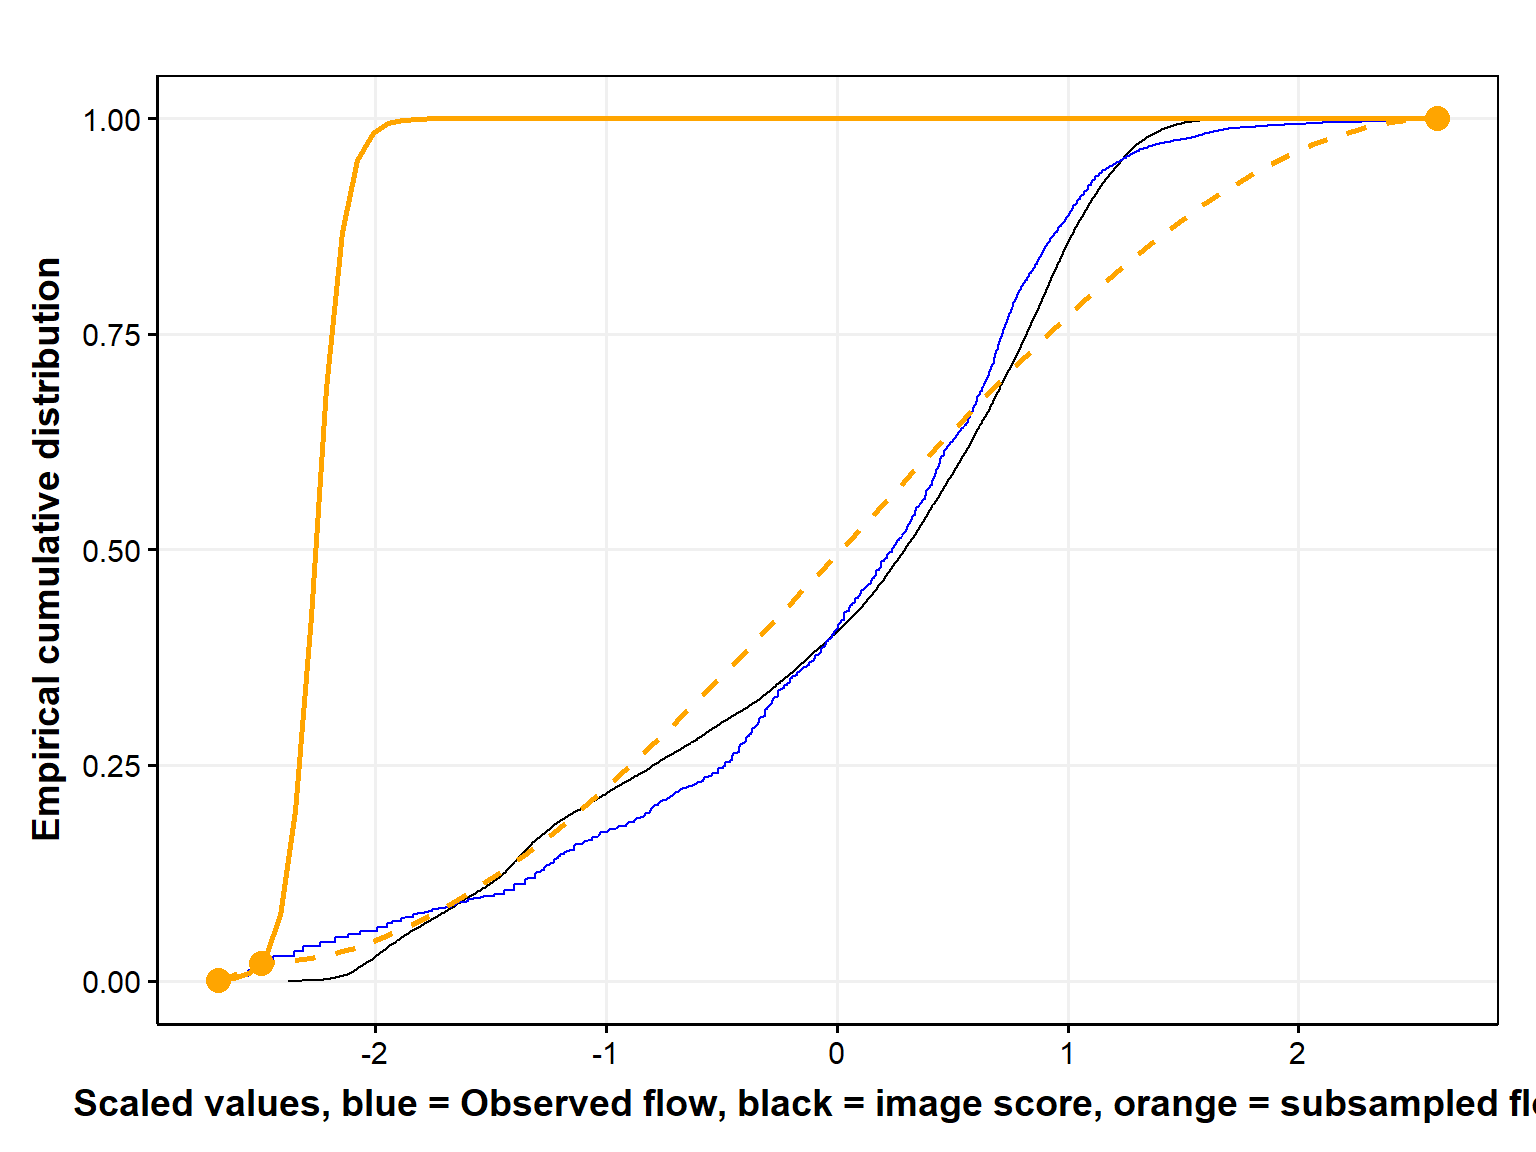 1.00
0.75
0.50
0.25
0.00
Empirical cumulative distribution
-2 -1 0 1 2
Scaled values, blue = Observed flow, black = image score, orange = subsampled